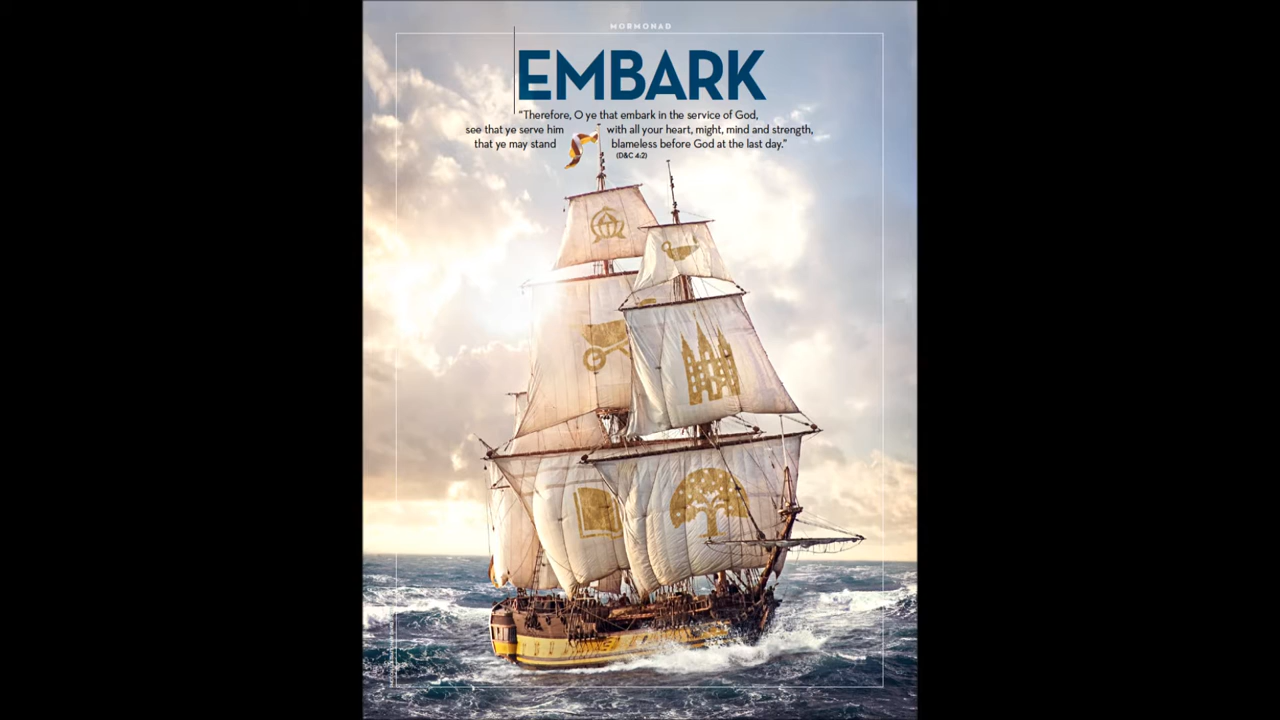 MORMONAD
EMBARK
“Therefore, O ye that embark in the service of God,
see that ye serve him with all your heart, might, mind and strength,
that ye may stand blameless before God at the last day.”
(D&C 4:2)